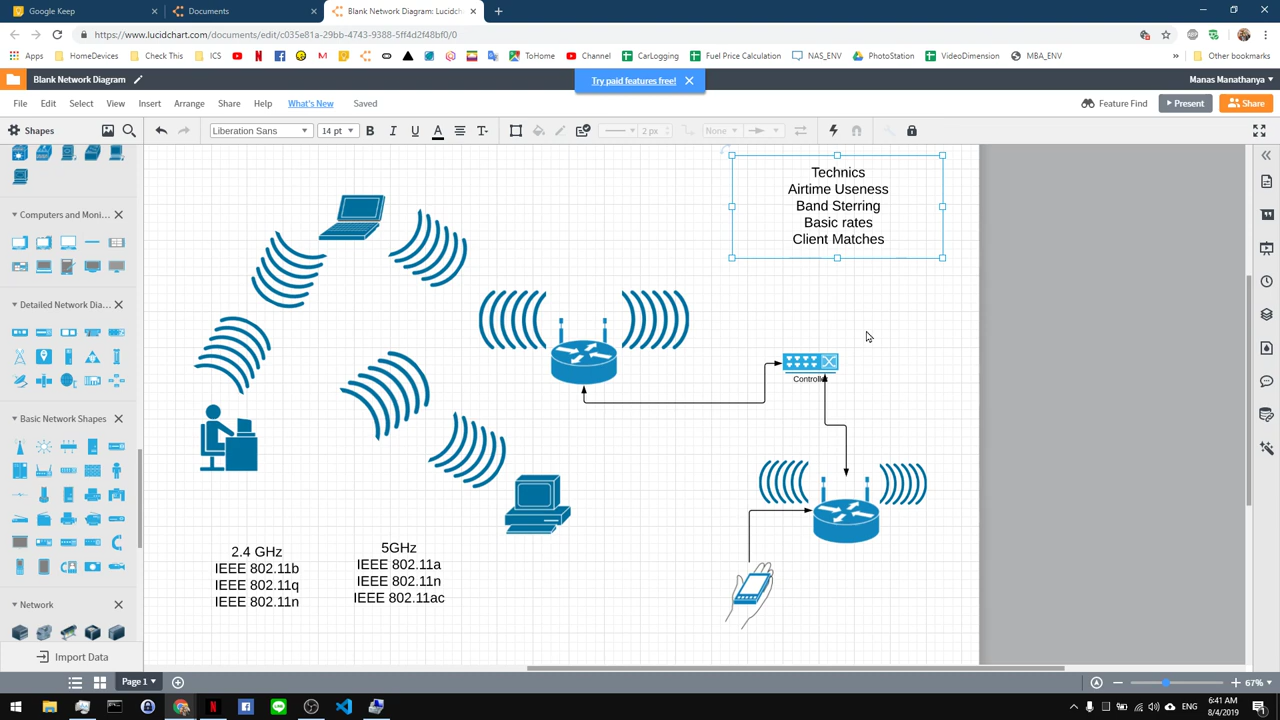 Google Keep
Documents
Blank Network Diagram: Lucidch
https://www.lucidchart.com/documents/edit/c035e81a-29bb-4743-9388-5ff4d2f48bf0/0
Apps HomeDevices Check This ICS ToHome Channel CarLogging Fuel Price Calculation NAS_ENV PhotoStation VideoDimension MBA_ENV » Other bookmarks
Blank Network Diagram
Try paid features free!
Manas Manathanya
File Edit Select View Insert Arrange Share Help What's New Saved
Feature Find Present Share
Shapes
Liberation Sans 14 pt B I U A T 2 px None
Computers and Moni...
Detailed Network Dia...
Basic Network Shapes
Network
Import Data
Technics
Airtime Useness
Band Sterring
Basic rates
Client Matches
Controller
2.4 GHz
IEEE 802.11b
IEEE 802.11q
IEEE 802.11n
5GHz
IEEE 802.11a
IEEE 802.11n
IEEE 802.11ac
Page 1
67%
ENG
6:41 AM
8/4/2019